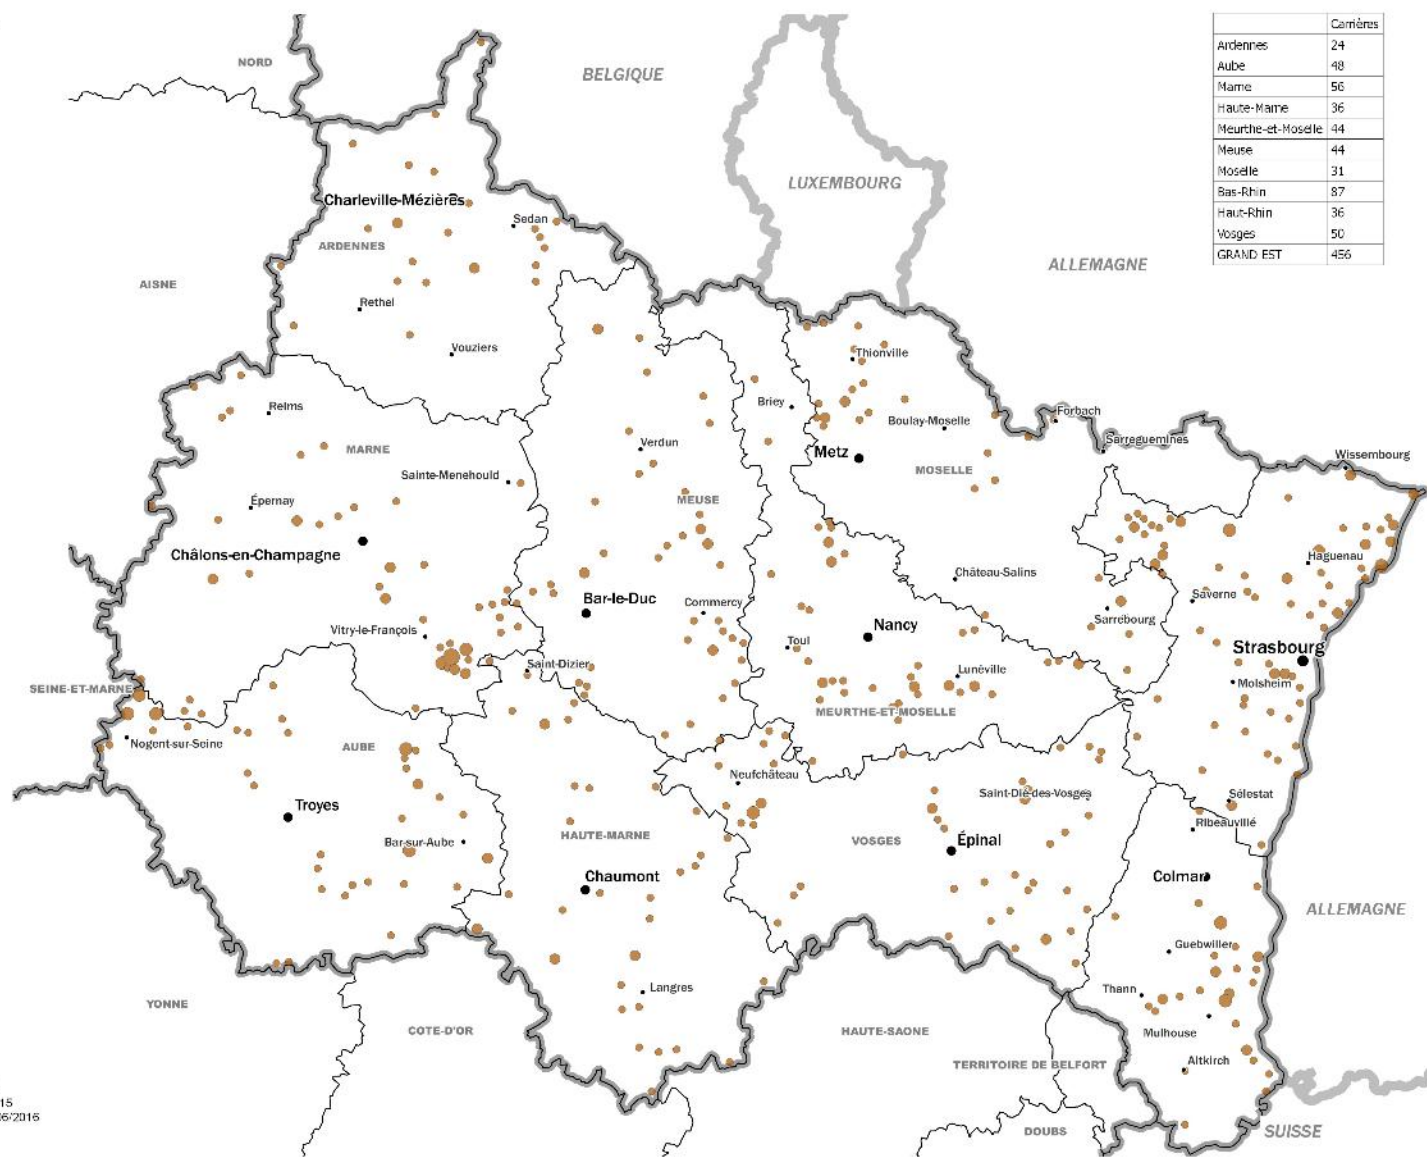 Carrières
Ardennes 24
Aube 48
Marne 56
Haute-Marne 36
Meurthe-et-Moselle 44
Meuse 44
Moselle 31
Bas-Rhin 87
Haut-Rhin 36
Vosges 50
GRAND EST 456
NORD
BELGIQUE
LUXEMBOURG
Charleville-Mézières
Sedan
ARDENNES
ALLEMAGNE
AISNE
Rethel
Vouziers
Thionville
Reims
Briey
Forbach
Boulay-Moselle
Sarreguemines
MARNE
Verdun
Metz
Wissembourg
Sainte-Menehould
MOSELLE
Épernay
MEUSE
Châlons-en-Champagne
Haguenau
Château-Salins
Bar-le-Duc
Commercy
Saverne
Sarrebourg
Vitry-le-François
Nancy
Toul
Strasbourg
Saint-Dizier
Lunéville
SEINE-ET-MARNE
Molsheim
MEURTHE-ET-MOSELLE
Nogent-sur-Seine
AUBE
Neufchâteau
Saint-Dié-des-Vosges
Sélestat
Troyes
Ribeauvillé
HAUTE-MARNE
Bar-sur-Aube
VOSGES
Épinal
Chaumont
Colmar
ALLEMAGNE
Guebwiller
Langres
Thann
YONNE
COTE-D'OR
HAUTE-SAONE
Mulhouse
Altkirch
TERRITOIRE DE BELFORT
15
6/2016
DOUBS
SUISSE